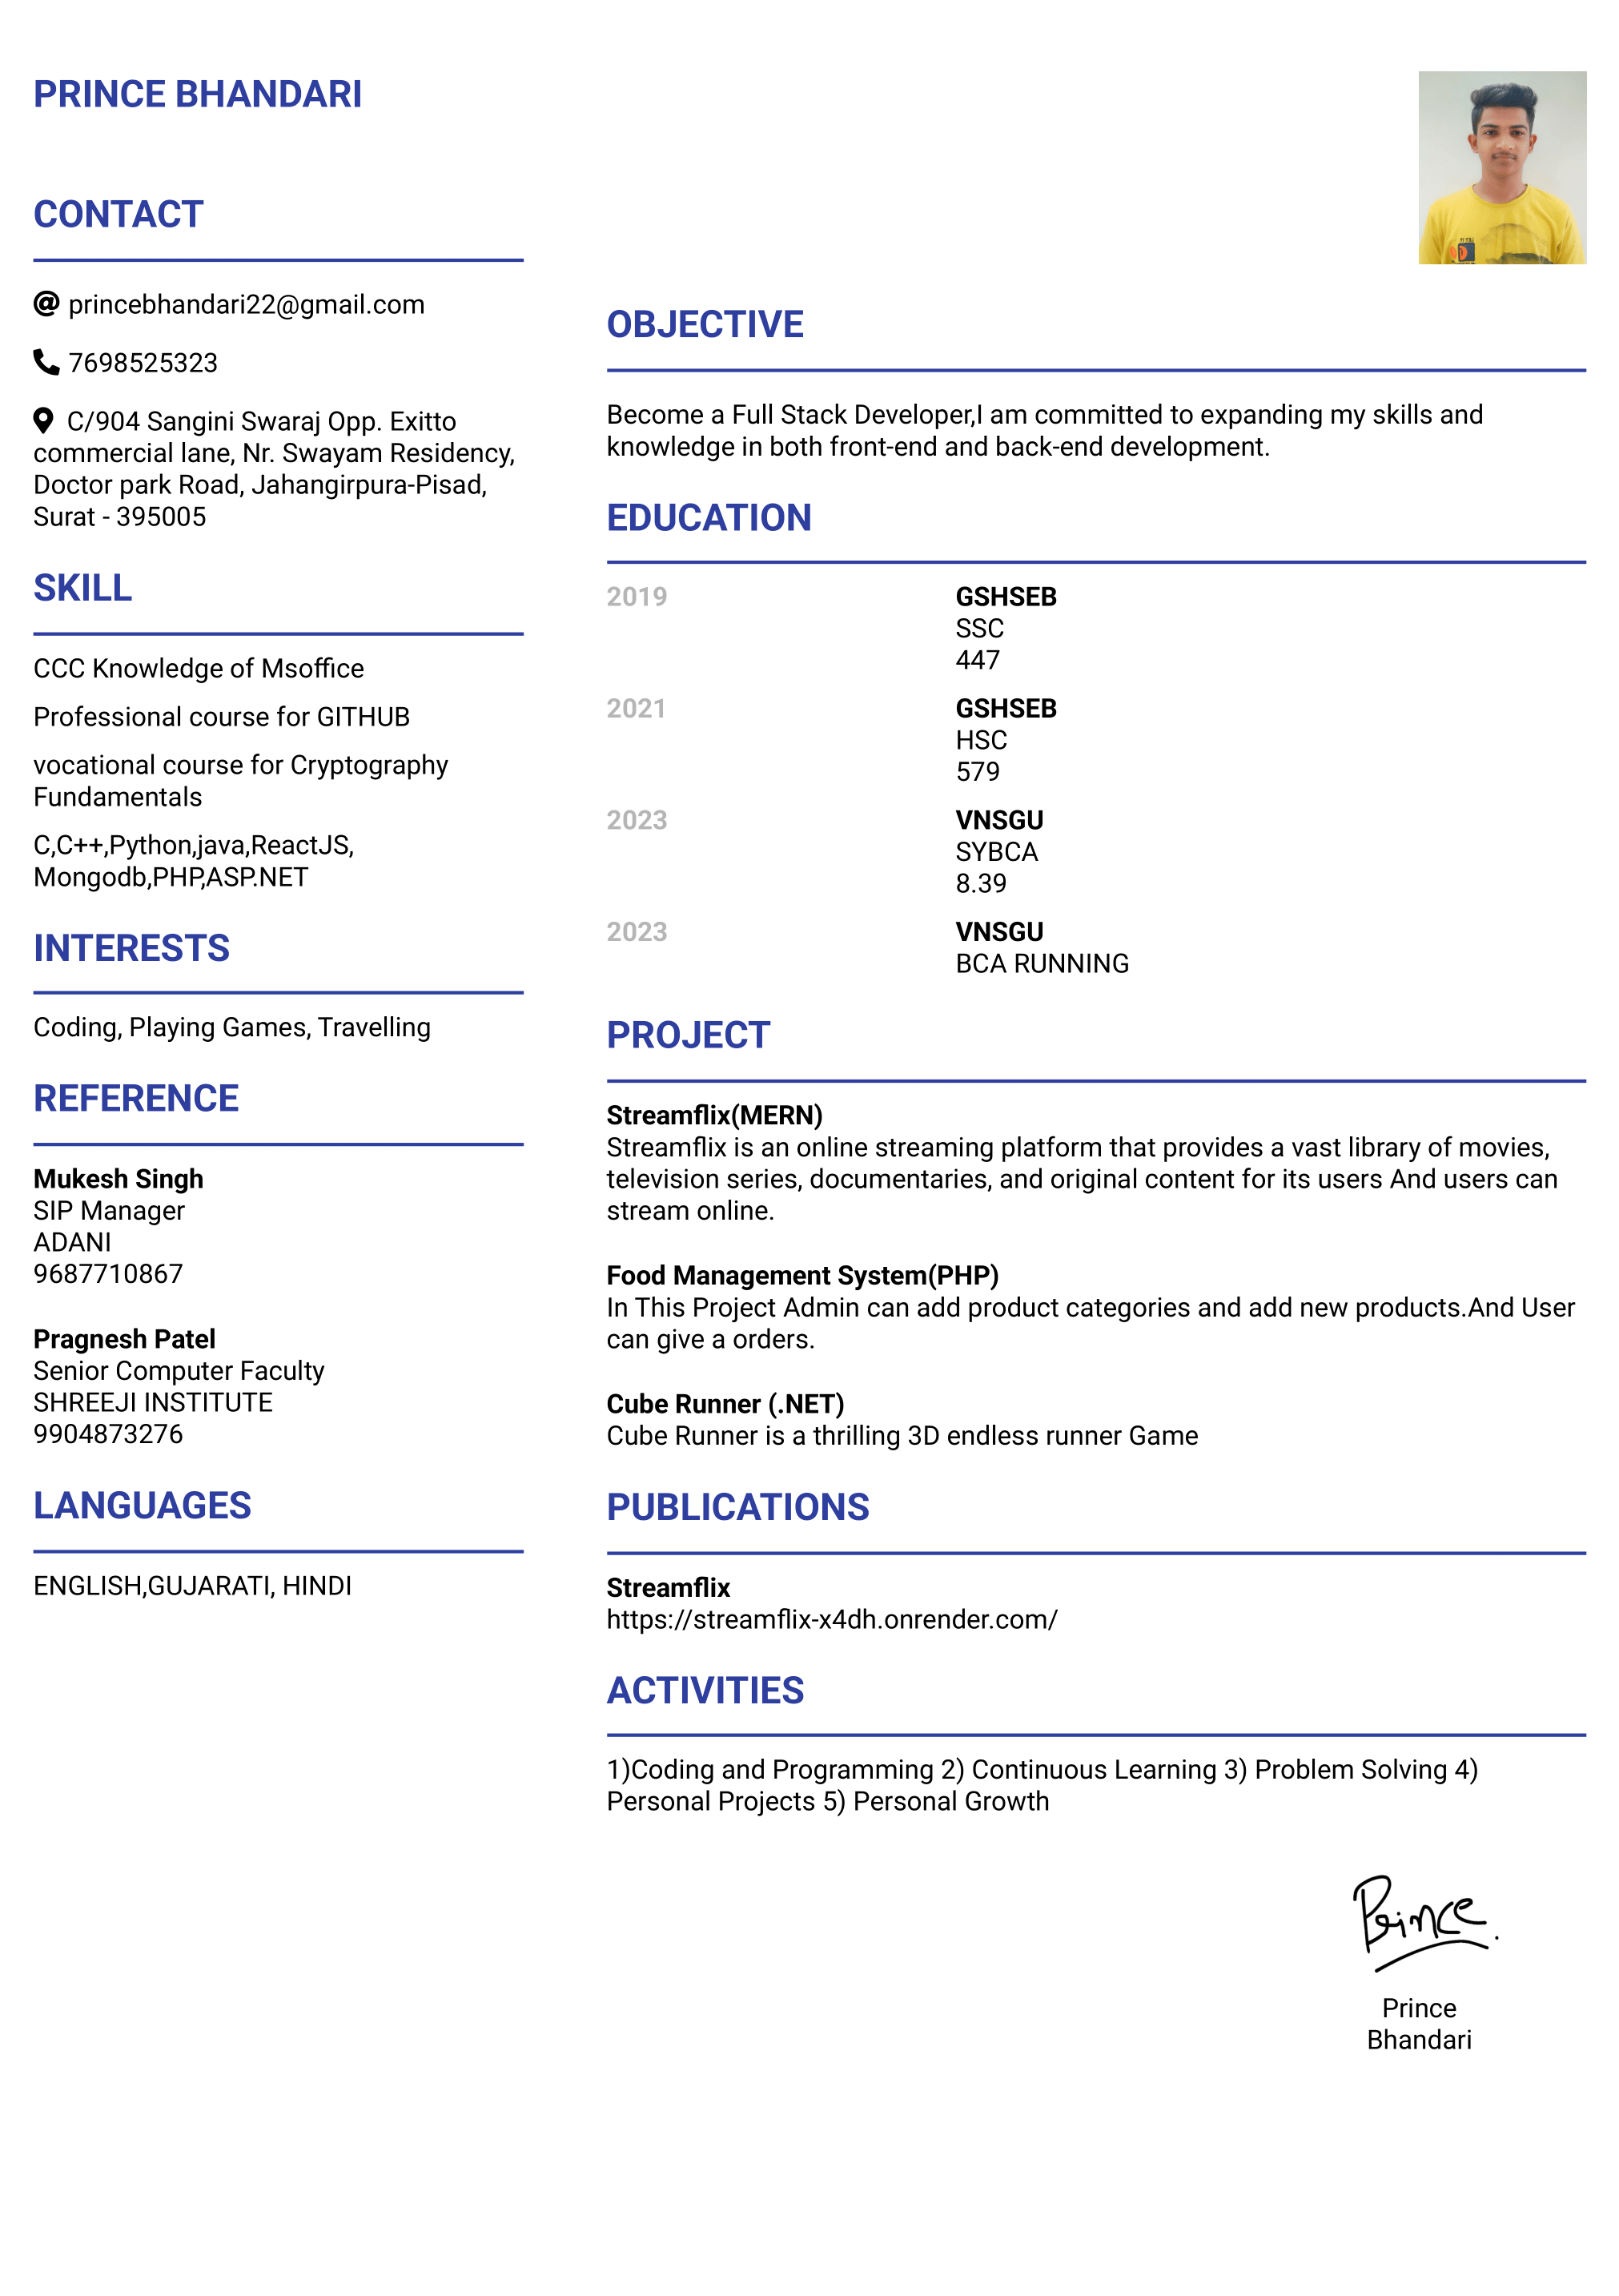 PRINCE BHANDARI
CONTACT
princebhandari22@gmail.com
7698525323
C/904 Sangini Swaraj Opp. Exitto
commercial lane, Nr. Swayam Residency,
Doctor park Road, Jahangirpura-Pisad,
Surat - 395005
SKILL
CCC Knowledge of Msoffice
Professional course for GITHUB
vocational course for Cryptography
Fundamentals
C,C++,Python,java,ReactJS,
Mongodb,PHP,ASP.NET
INTERESTS
Coding, Playing Games, Travelling
REFERENCE
Mukesh Singh
SIP Manager
ADANI
9687710867
Pragnesh Patel
Senior Computer Faculty
SHREEJI INSTITUTE
9904873276
LANGUAGES
ENGLISH,GUJARATI, HINDI
OBJECTIVE
Become a Full Stack Developer,I am committed to expanding my skills and
knowledge in both front-end and back-end development.
EDUCATION
2019 GSHSEB
SSC
447
2021 GSHSEB
HSC
579
2023 VNSGU
SYBCA
8.39
2023 VNSGU
BCA RUNNING
PROJECT
Streamflix(MERN)
Streamflix is an online streaming platform that provides a vast library of movies,
television series, documentaries, and original content for its users And users can
stream online.
Food Management System(PHP)
In This Project Admin can add product categories and add new products.And User
can give a orders.
Cube Runner (.NET)
Cube Runner is a thrilling 3D endless runner Game
PUBLICATIONS
Streamflix
https://streamflix-x4dh.onrender.com/
ACTIVITIES
1)Coding and Programming 2) Continuous Learning 3) Problem Solving 4)
Personal Projects 5) Personal Growth
Prince.
Prince
Bhandari